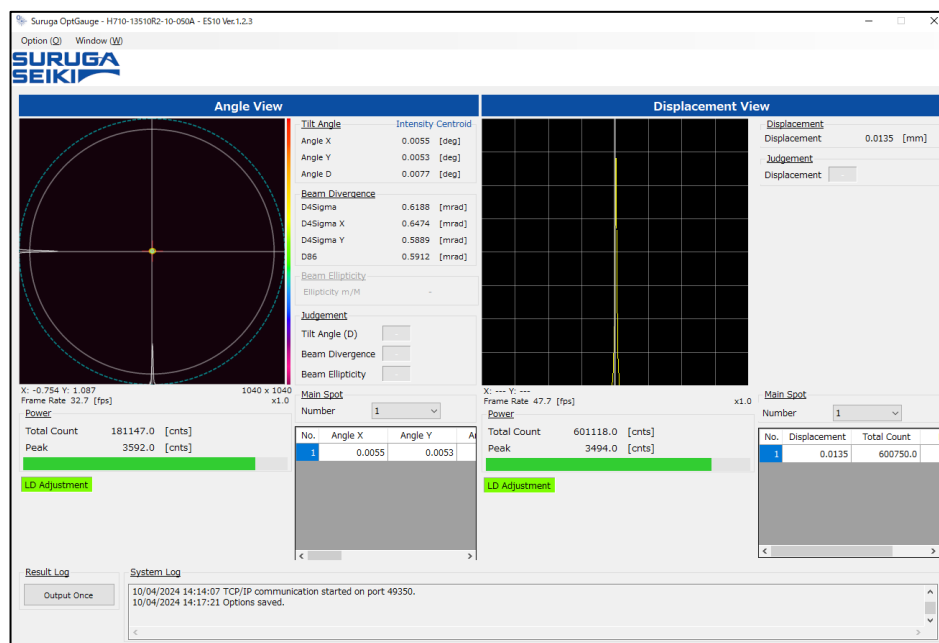 Suruga OptGauge - H710-13510R2-10-050A - ES10 Ver.1.2.3
Option (O) Window (W)
SURUGA
SEIKI
Angle View
Tilt Angle Intensity Centroid
Angle X 0.0055 [deg]
Angle Y 0.0053 [deg]
Angle D 0.0077 [deg]
Beam Divergence
D4Sigma 0.6188 [mrad]
D4Sigma X 0.6474 [mrad]
D4Sigma Y 0.5889 [mrad]
D86 0.5912 [mrad]
Beam Ellipticity
Ellipticity m/M -
Judgement
Tilt Angle (D) -
Beam Divergence -
Beam Ellipticity -
X: -0.754 Y: 1.087 1040 x 1040
Frame Rate 32.7 [fps] x1.0
Power
Total Count 181147.0 [cnts]
Peak 3592.0 [cnts]
LD Adjustment
Main Spot
Number 1
No. Angle X Angle Y A
1 0.0055 0.0053
Displacement View
Displacement
Displacement 0.0135 [mm]
Judgement
Displacement -
X: --- Y: ---
Frame Rate 47.7 [fps] x1.0
Power
Total Count 601118.0 [cnts]
Peak 3494.0 [cnts]
LD Adjustment
Main Spot
Number 1
No. Displacement Total Count
1 0.0135 600750.0
Result Log
Output Once
System Log
10/04/2024 14:14:07 TCP/IP communication started on port 49350.
10/04/2024 14:17:21 Options saved.